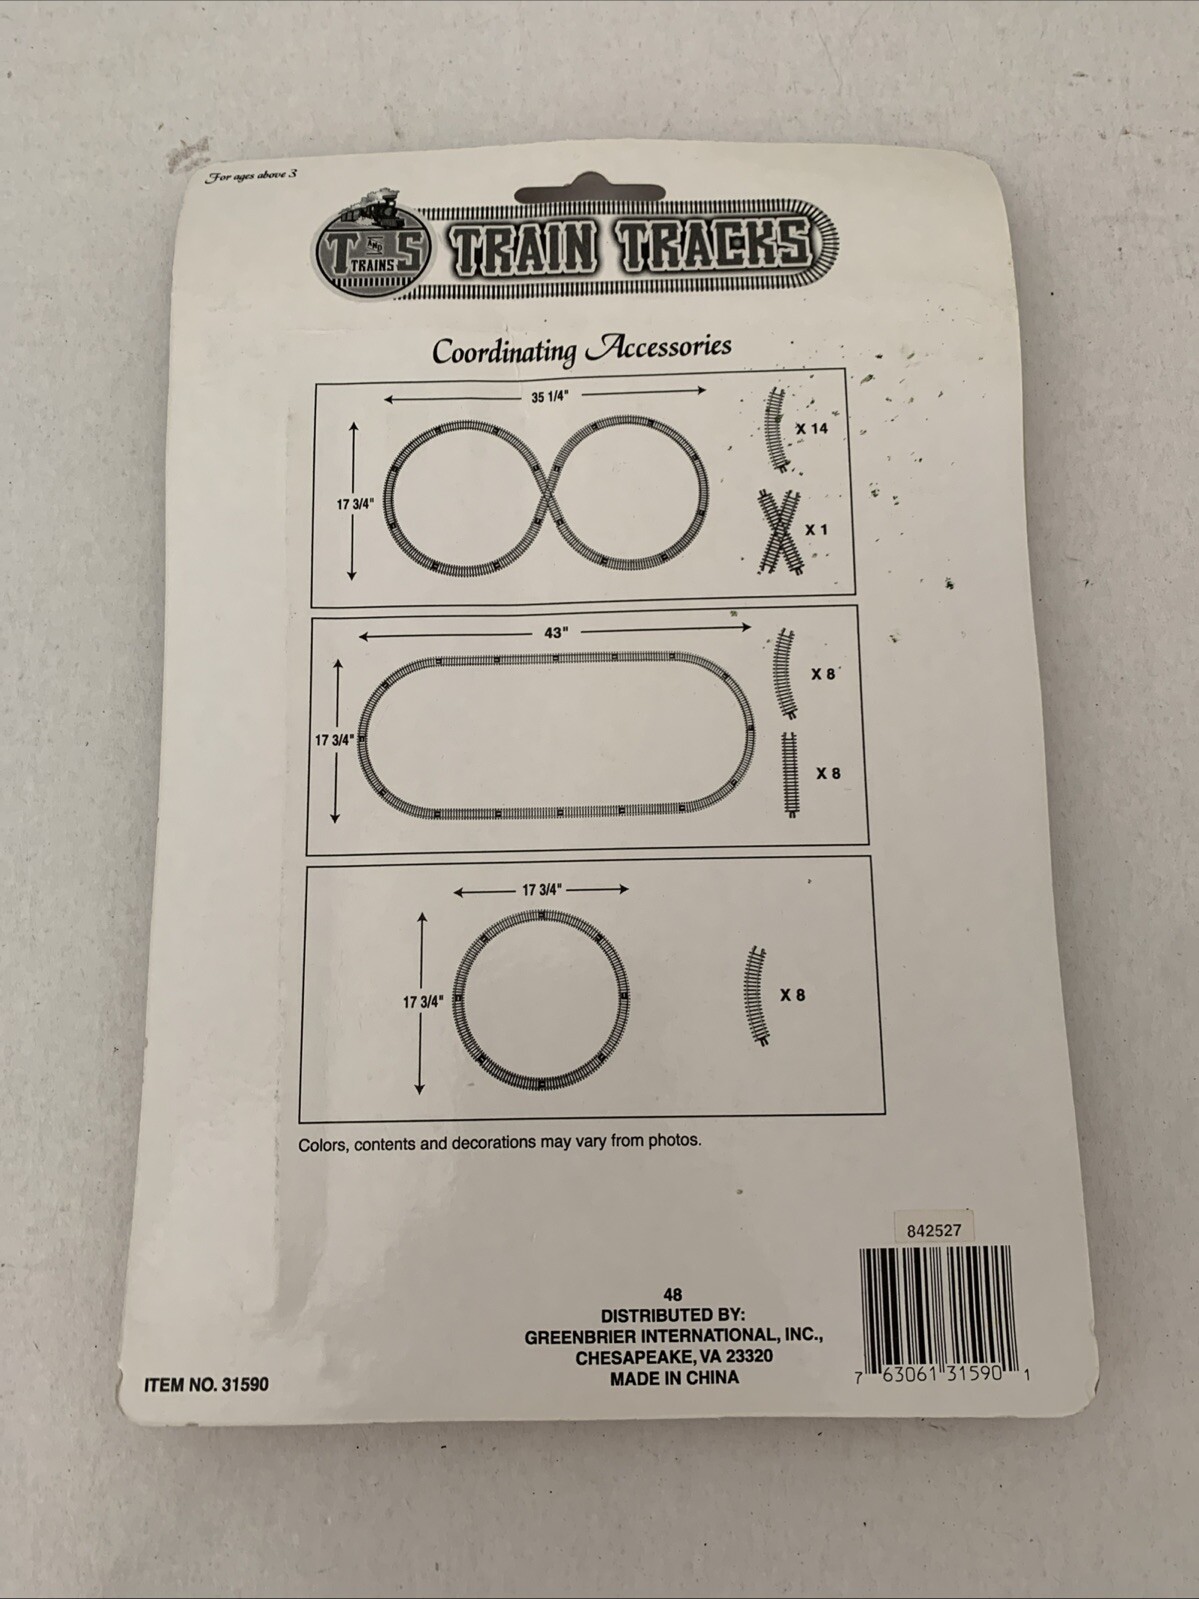 For ages above 3
T AND S
TRAINS
TRAIN TRACKS
Coordinating Accessories
35 1/4"
17 3/4"
X 14
X 1
43"
17 3/4"
X 8
X 8
17 3/4"
17 3/4"
X 8
Colors, contents and decorations may vary from photos.
842527
48
DISTRIBUTED BY:
GREENBRIER INTERNATIONAL, INC.,
CHESAPEAKE, VA 23320
MADE IN CHINA
7 63061 31590 1
ITEM NO. 31590